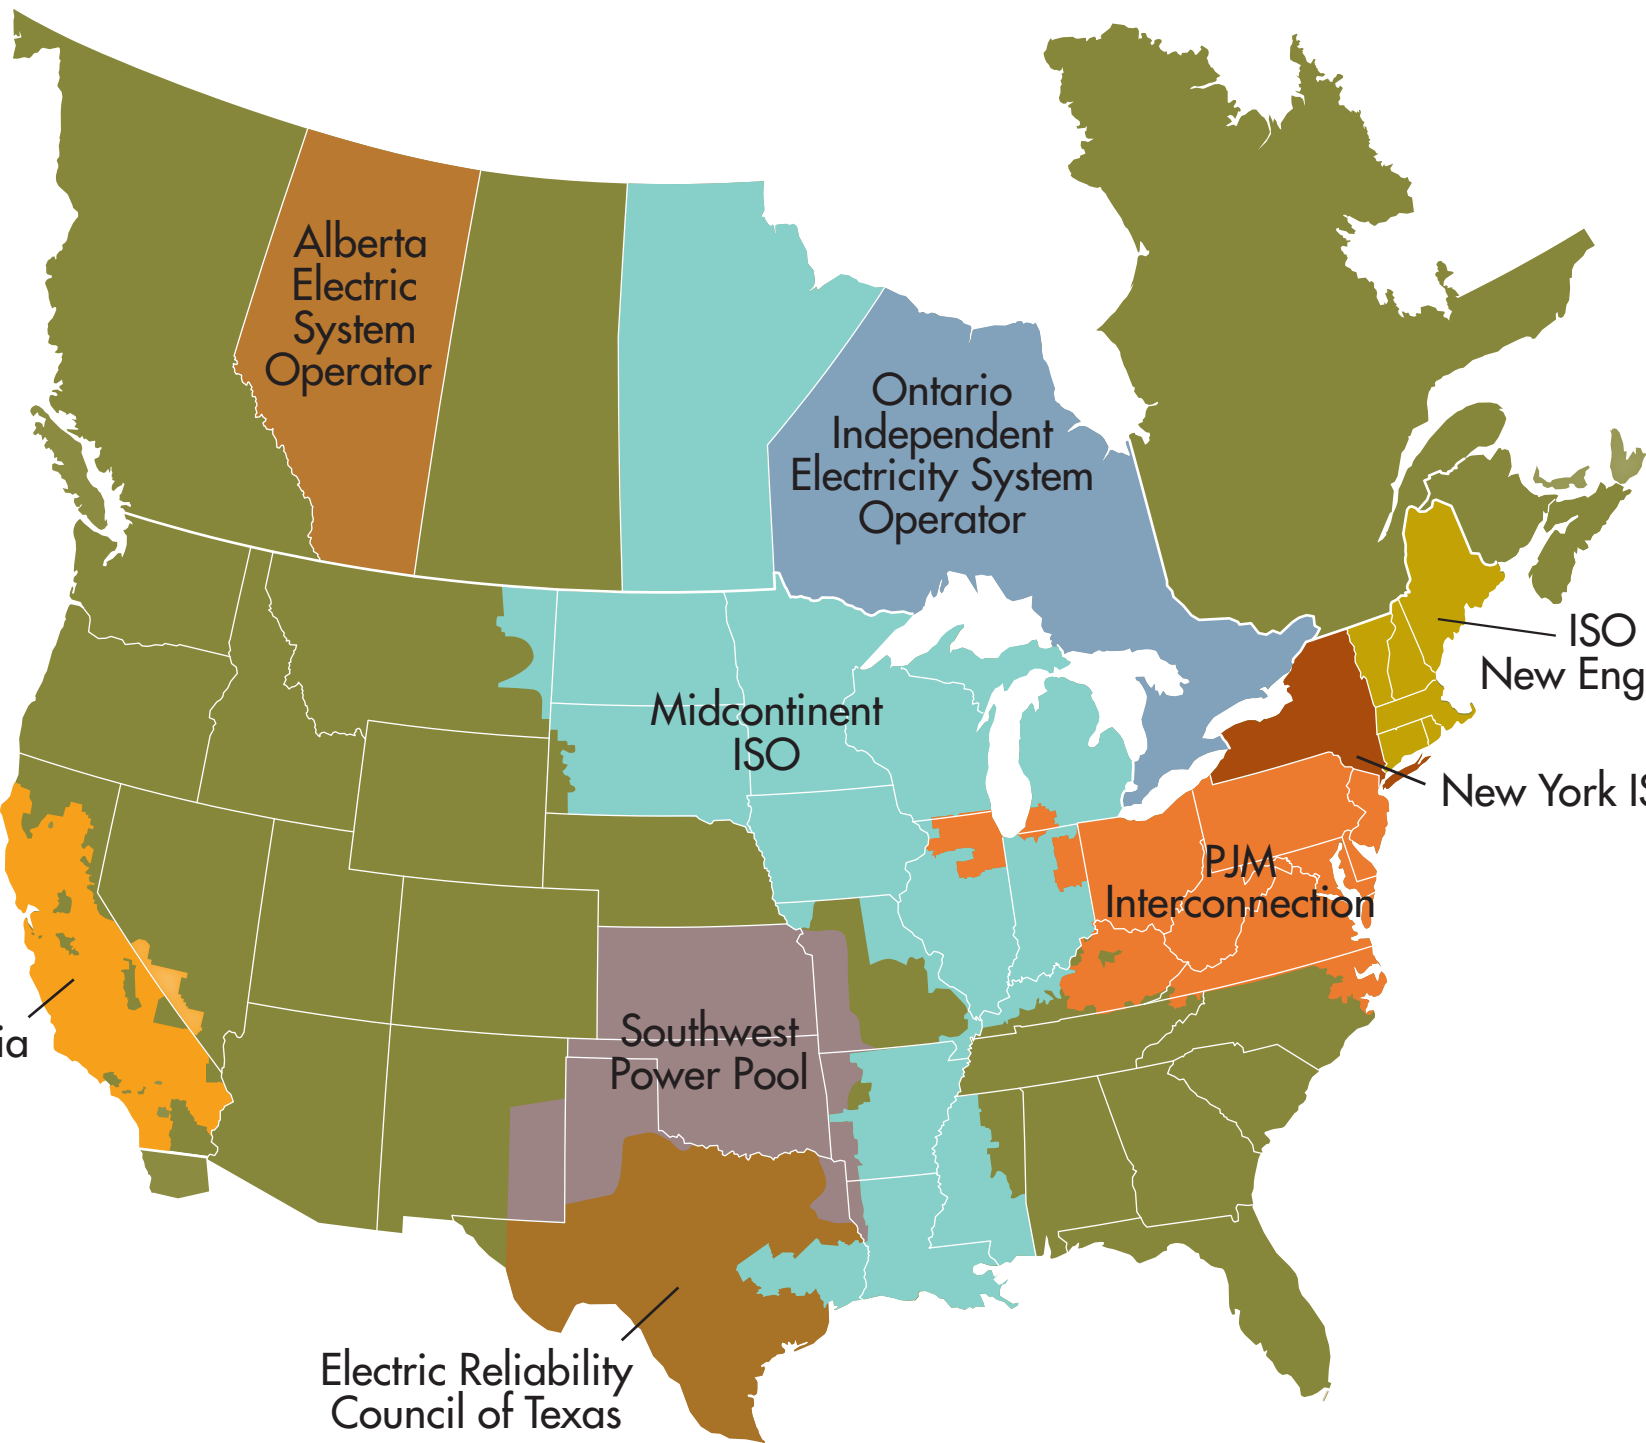 Alberta
Electric
System
Operator
Ontario
Independent
Electricity System
Operator
ISO
New Eng
Midcontinent
ISO
New York IS
PJM
Interconnection
Southwest
Power Pool
ia
Electric Reliability
Council of Texas